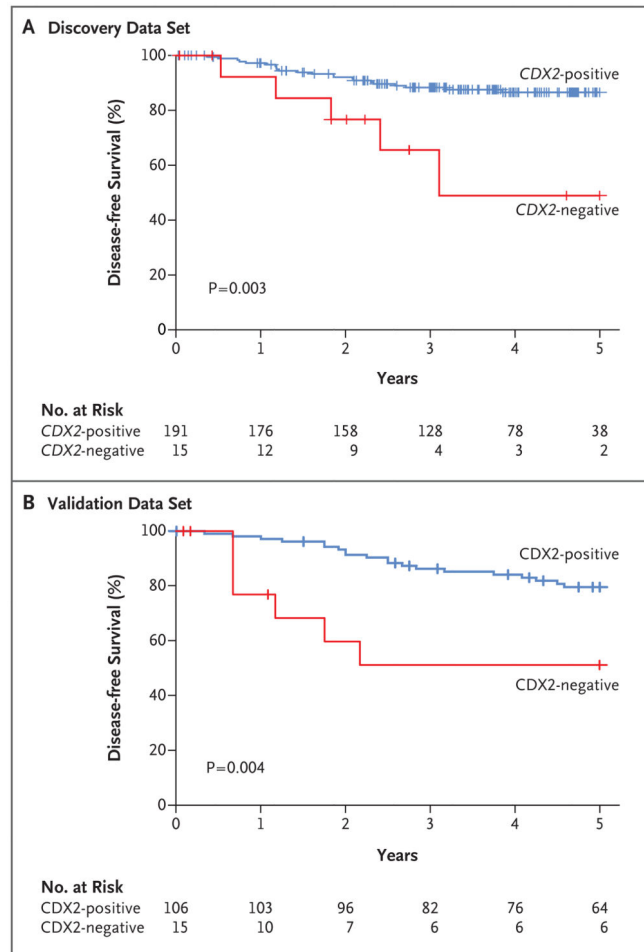 A Discovery Data Set
100
80
60
40
20
0
Disease-free Survival (%)
CDX2-positive
CDX2-negative
P=0.003
0 1 2 3 4 5
Years
No. at Risk
CDX2-positive 191 176 158 128 78 38
CDX2-negative 15 12 9 4 3 2
B Validation Data Set
100
80
60
40
20
0
Disease-free Survival (%)
CDX2-positive
CDX2-negative
P=0.004
0 1 2 3 4 5
Years
No. at Risk
CDX2-positive 106 103 96 82 76 64
CDX2-negative 15 10 7 6 6 6